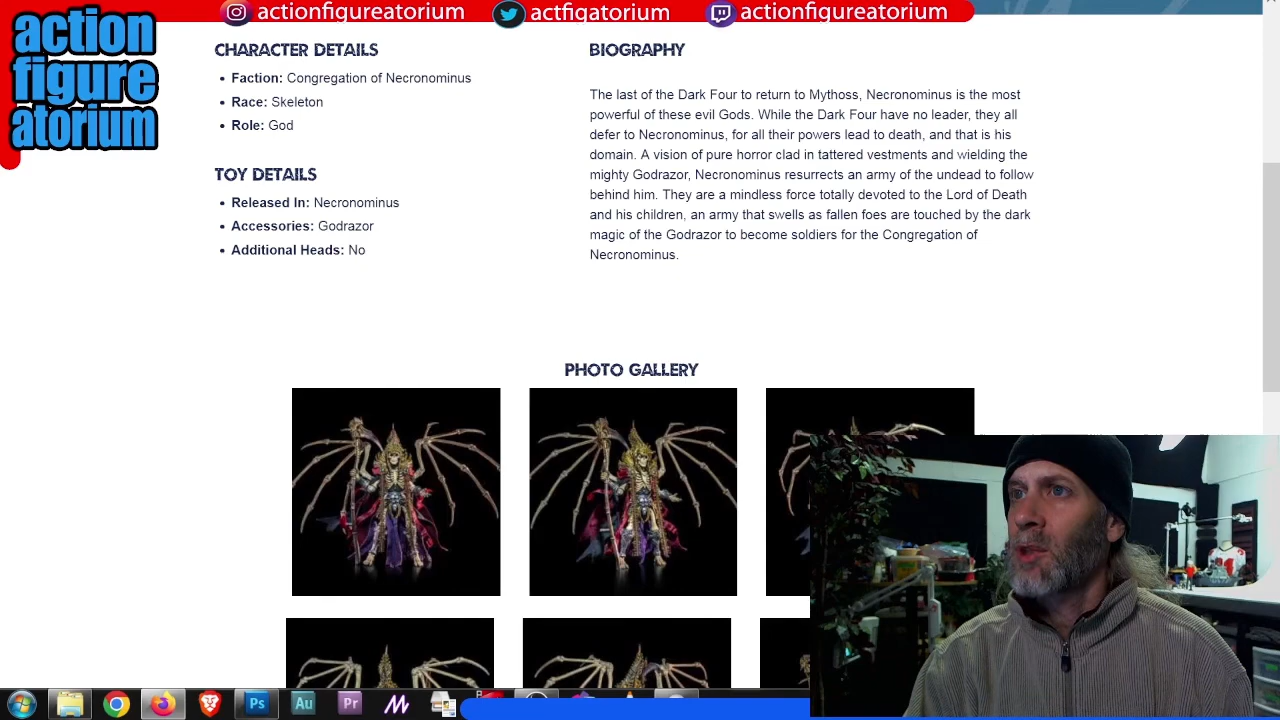 actionfigureatorium
actfigatorium
actionfigureatorium
action
figure
atorium
CHARACTER DETAILS
Faction: Congregation of Necronominus
Race: Skeleton
Role: God
TOY DETAILS
Released In: Necronominus
Accessories: Godrazor
Additional Heads: No
BIOGRAPHY
The last of the Dark Four to return to Mythoss, Necronominus is the most
powerful of these evil Gods. While the Dark Four have no leader, they all
defer to Necronominus, for all their powers lead to death, and that is his
domain. A vision of pure horror clad in tattered vestments and wielding the
mighty Godrazor, Necronominus resurrects an army of the undead to follow
behind him. They are a mindless force totally devoted to the Lord of Death
and his children, an army that swells as fallen foes are touched by the dark
magic of the Godrazor to become soldiers for the Congregation of
Necronominus.
PHOTO GALLERY
Ps
Au
Pr